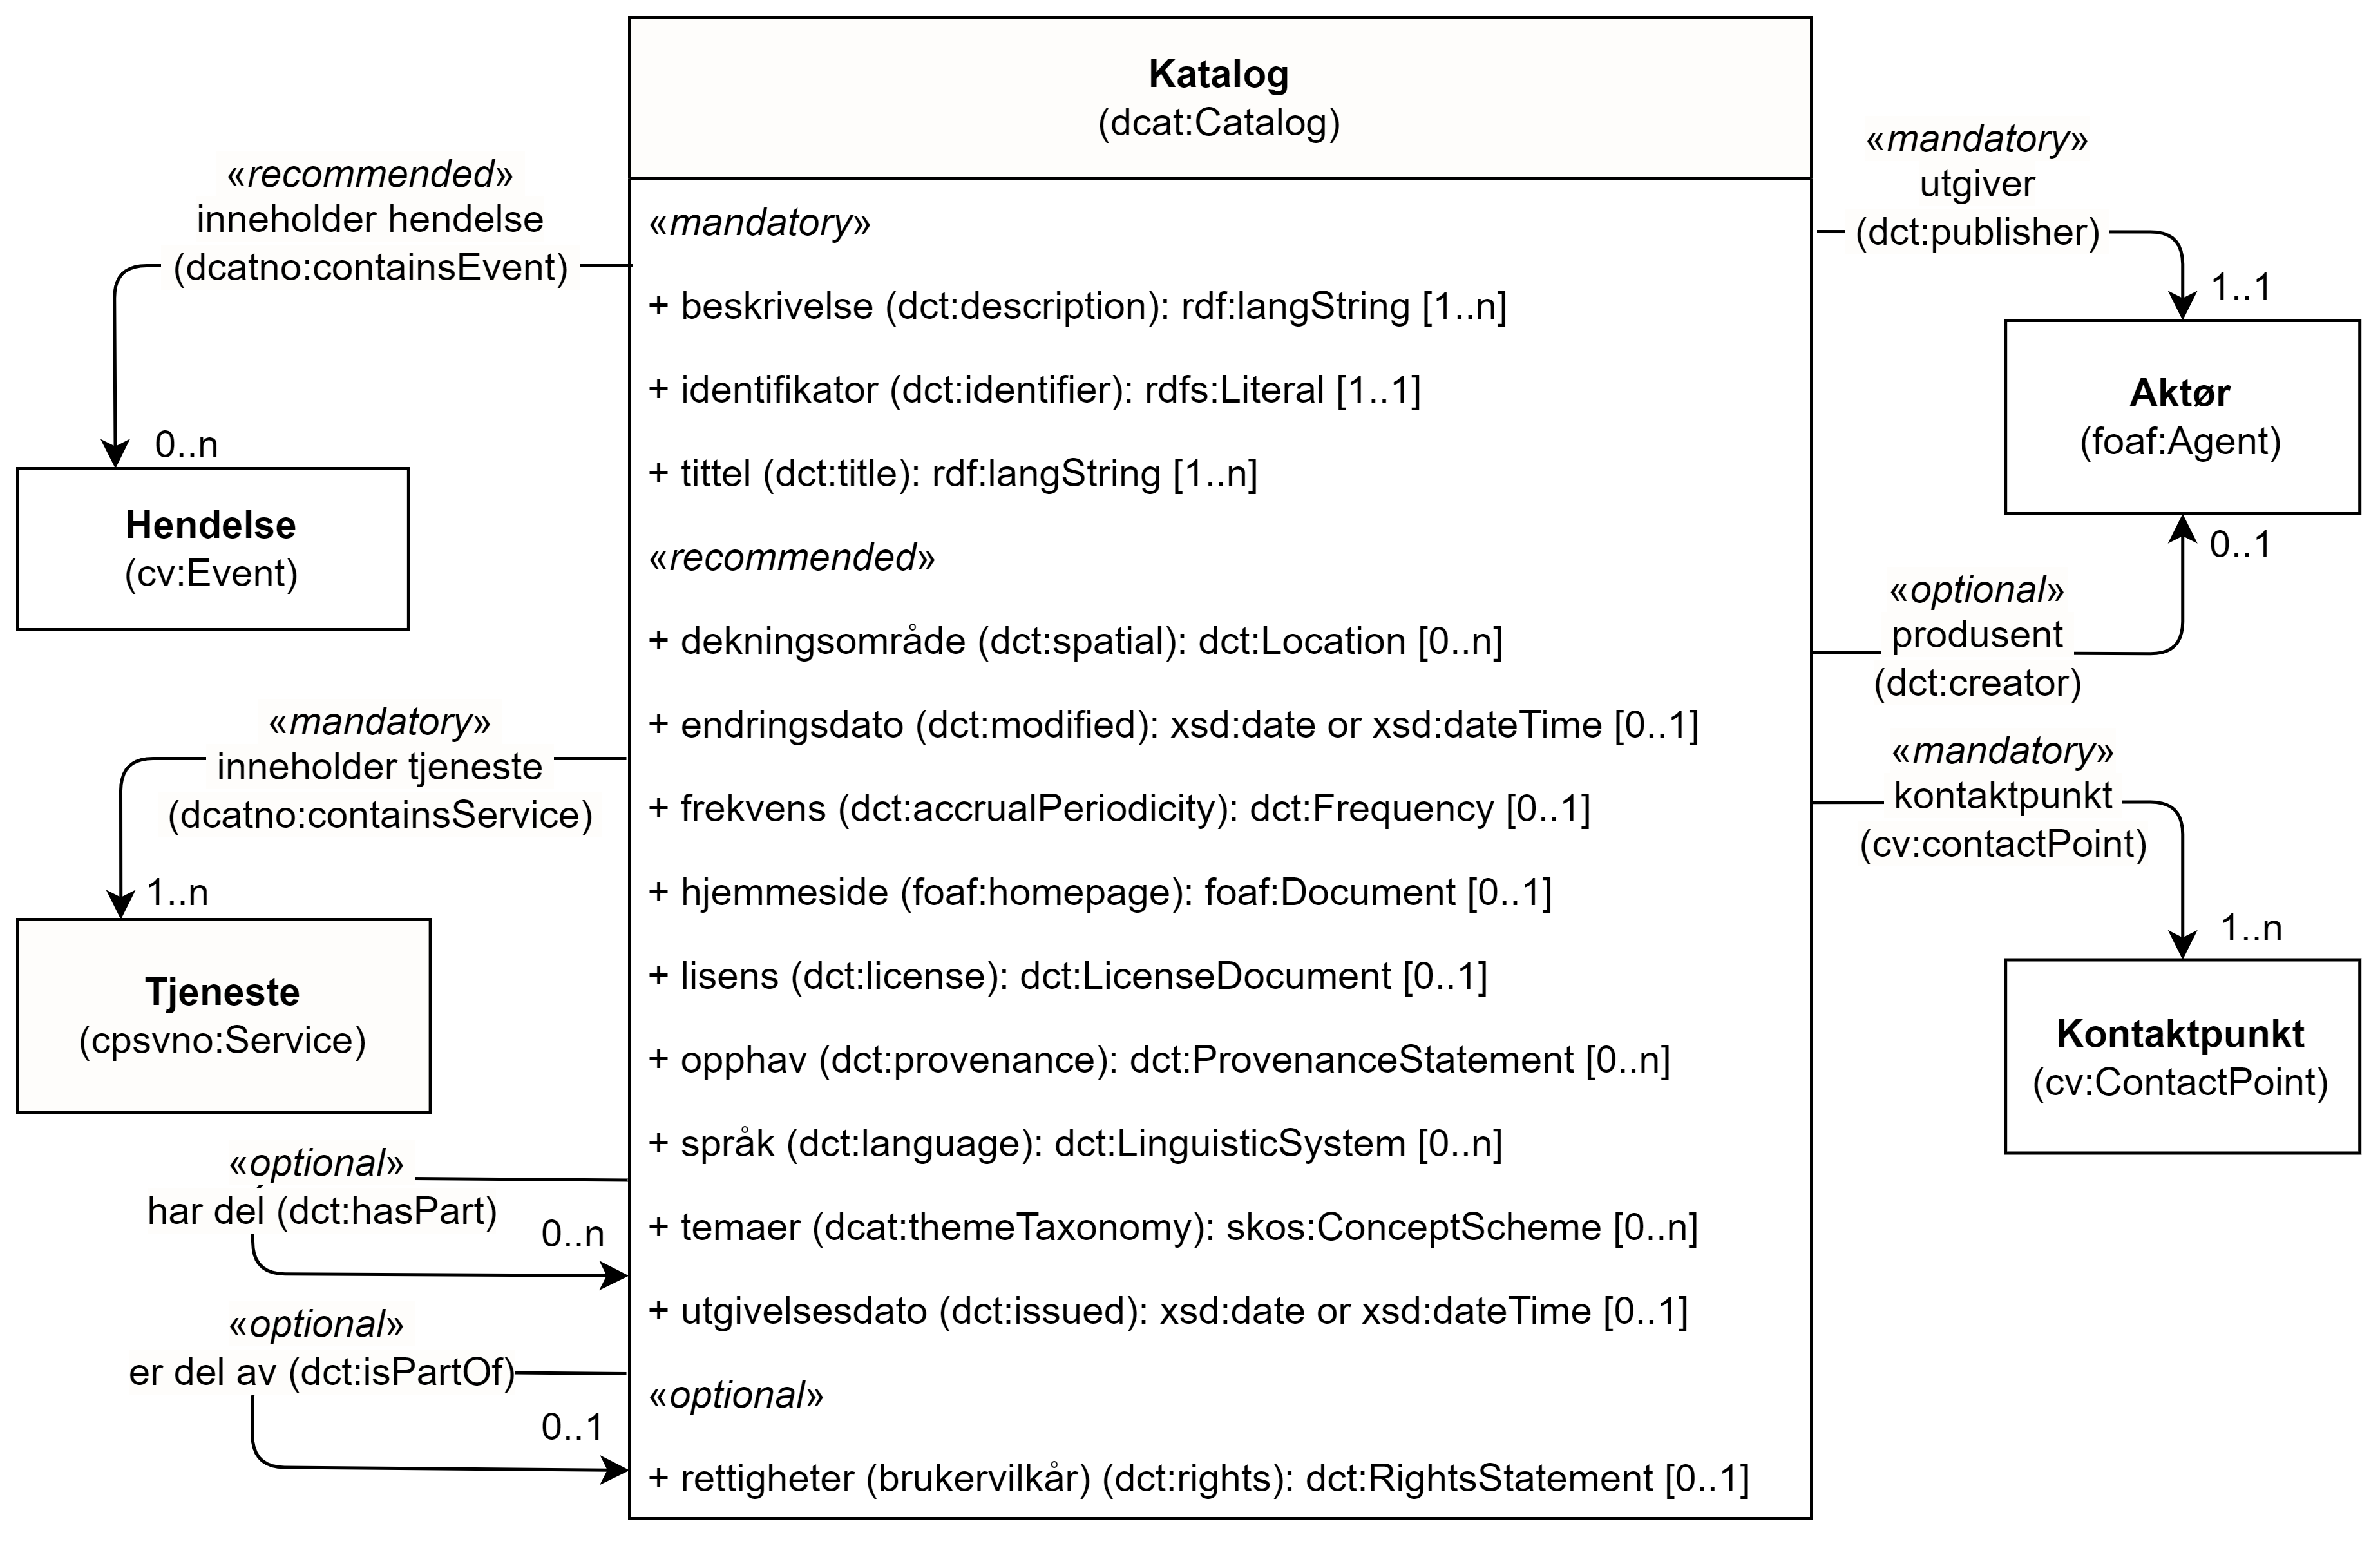 Katalog
(dcat:Catalog)
«mandatory»
+ beskrivelse (dct:description): rdf:langString [1..n]
+ identifikator (dct:identifier): rdfs:Literal [1..1]
+ tittel (dct:title): rdf:langString [1..n]
«recommended»
+ dekningsområde (dct:spatial): dct:Location [0..n]
+ endringsdato (dct:modified): xsd:date or xsd:dateTime [0..1]
+ frekvens (dct:accrualPeriodicity): dct:Frequency [0..1]
+ hjemmeside (foaf:homepage): foaf:Document [0..1]
+ lisens (dct:license): dct:LicenseDocument [0..1]
+ opphav (dct:provenance): dct:ProvenanceStatement [0..n]
+ språk (dct:language): dct:LinguisticSystem [0..n]
+ temaer (dcat:themeTaxonomy): skos:ConceptScheme [0..n]
+ utgivelsesdato (dct:issued): xsd:date or xsd:dateTime [0..1]
«optional»
+ rettigheter (brukervilkår) (dct:rights): dct:RightsStatement [0..1]
«recommended»
inneholder hendelse
(dcatno:containsEvent)
0..n
Hendelse
(cv:Event)
«mandatory»
inneholder tjeneste
(dcatno:containsService)
1..n
Tjeneste
(cpsvno:Service)
«optional»
har del (dct:hasPart)
0..n
«optional»
er del av (dct:isPartOf)
0..1
«mandatory»
utgiver
(dct:publisher)
1..1
Aktør
(foaf:Agent)
0..1
«optional»
produsent
(dct:creator)
«mandatory»
kontaktpunkt
(cv:contactPoint)
1..n
Kontaktpunkt
(cv:ContactPoint)